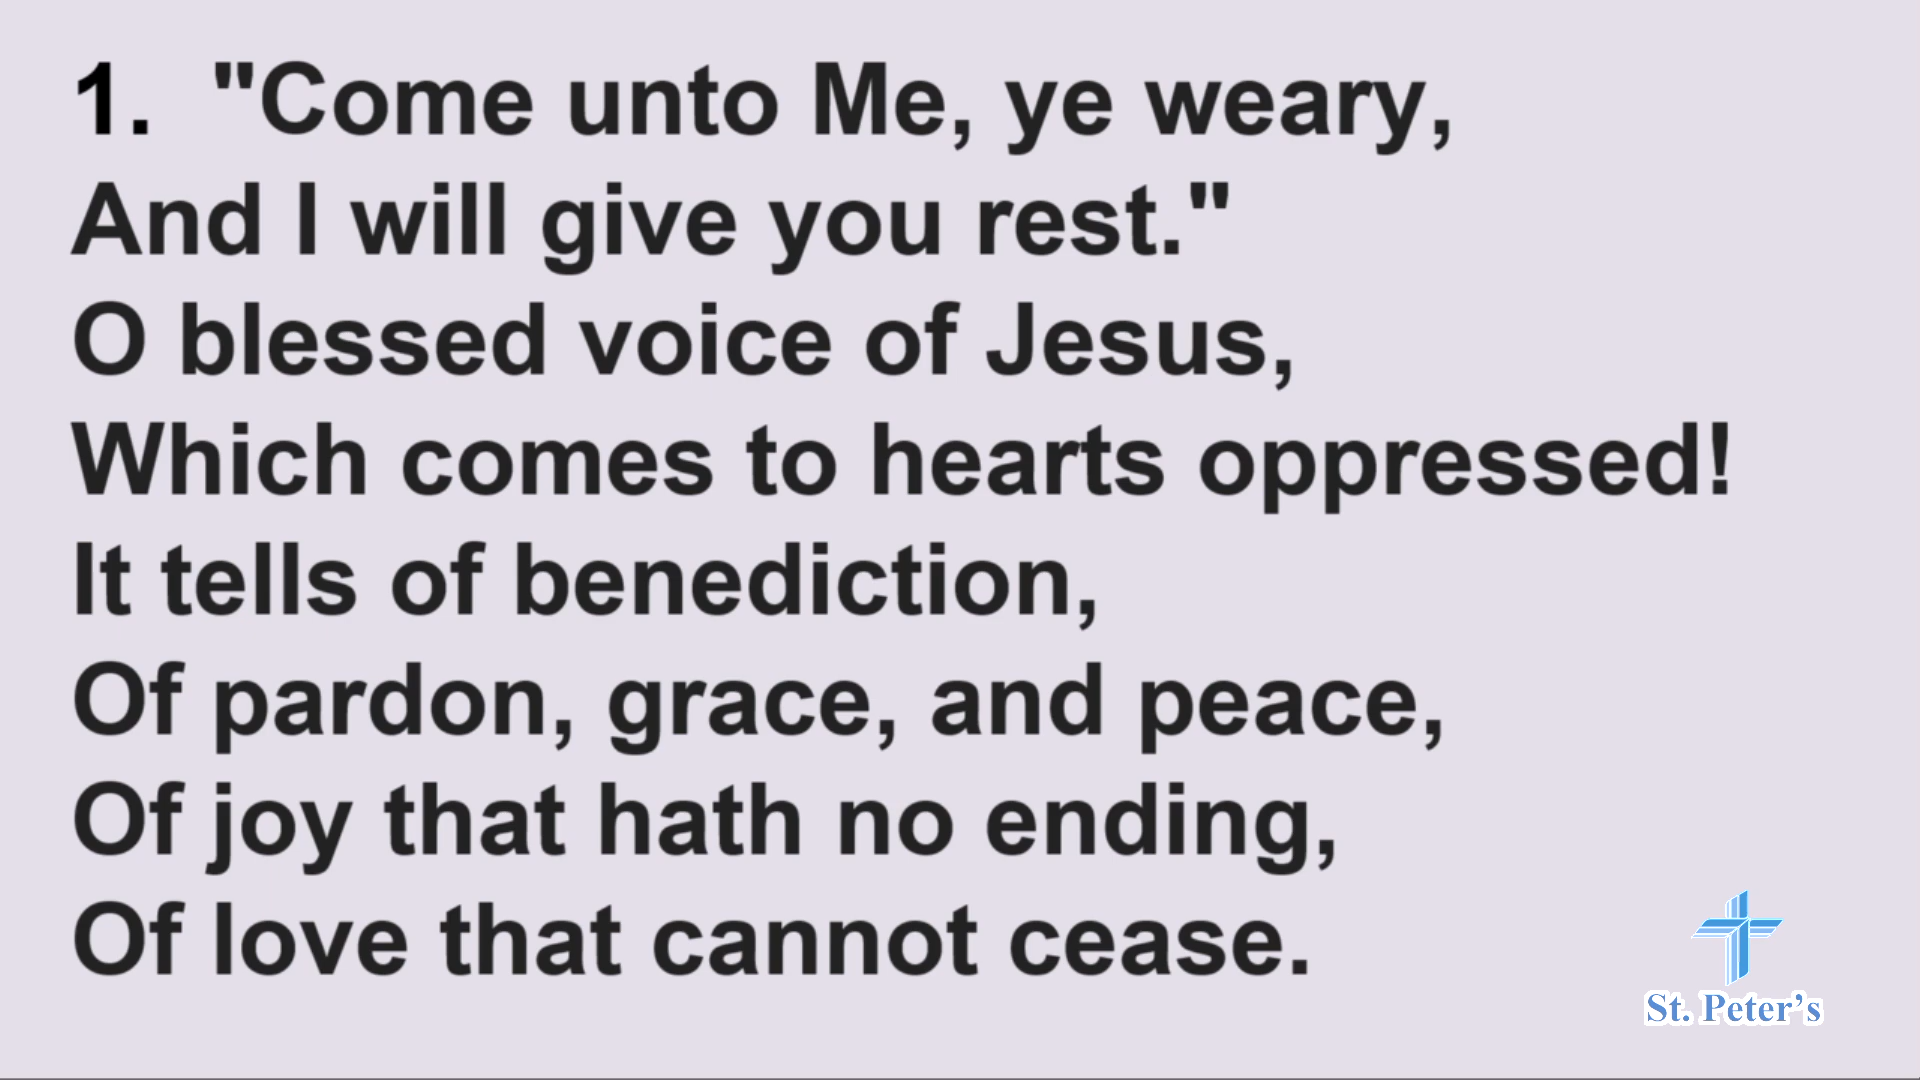 1. "Come unto Me, ye weary,
And I will give you rest."
O blessed voice of Jesus,
Which comes to hearts oppressed!
It tells of benediction,
Of pardon, grace, and peace,
Of joy that hath no ending,
Of love that cannot cease.
St. Peter’s